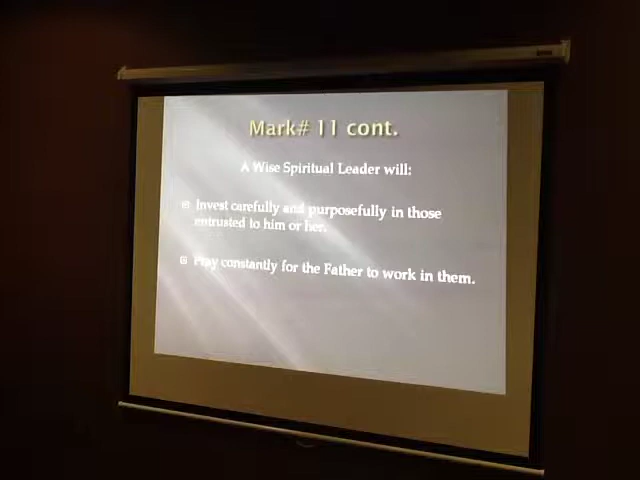 Mark# 11 cont.
A Wise Spiritual Leader will:
Invest carefully and purposefully in those
entrusted to him or her.
Pray constantly for the Father to work in them.